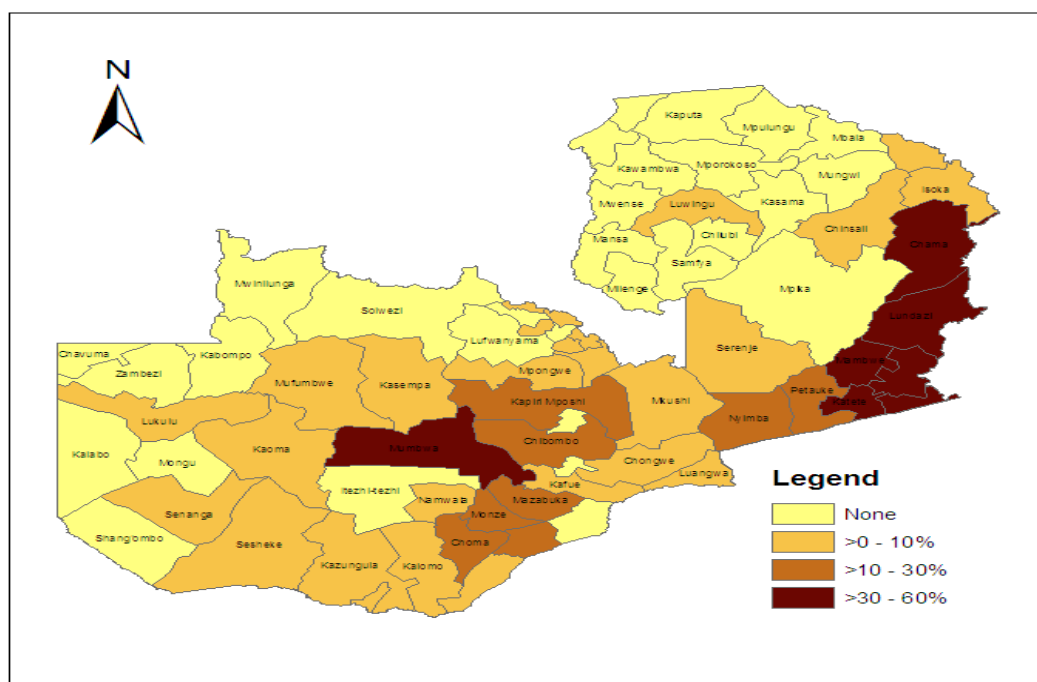 N
Kaputa
Mpulungu
Mbala
Kawambwa
Mporokoso
Mungwi
Isoka
Mwense
Luwingu
Kasama
Chinsali
Mansa
Chilubi
Chama
Samfya
Milenge
Mpika
Mwinilunga
Solwezi
Lundazi
Lufwanyama
Serenje
Mambwe
Chavuma
Kabompo
Zambezi
Mpongwe
Mufumbwe
Kasempa
Petauke
Katete
Mkushi
Kapiri Mposhi
Nyimba
Lukulu
Chibombo
Kaoma
Mumbwa
Kalabo
Mongu
Chongwe
Luangwa
Itezhi-tezhi
Kafue
Namwala
Mazabuka
Senanga
Monze
Shang'ombo
Sesheke
Choma
Kazungula
Kalomo
Legend
None
>0 - 10%
>10 - 30%
>30 - 60%